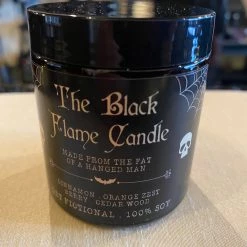 The Black
Flame Candle
MADE FROM THE FAT
OF A HANGED MAN
CINNAMON . ORANGE ZEST
BERRY . CEDAR WOOD
FICTIONAL . 100% SOY